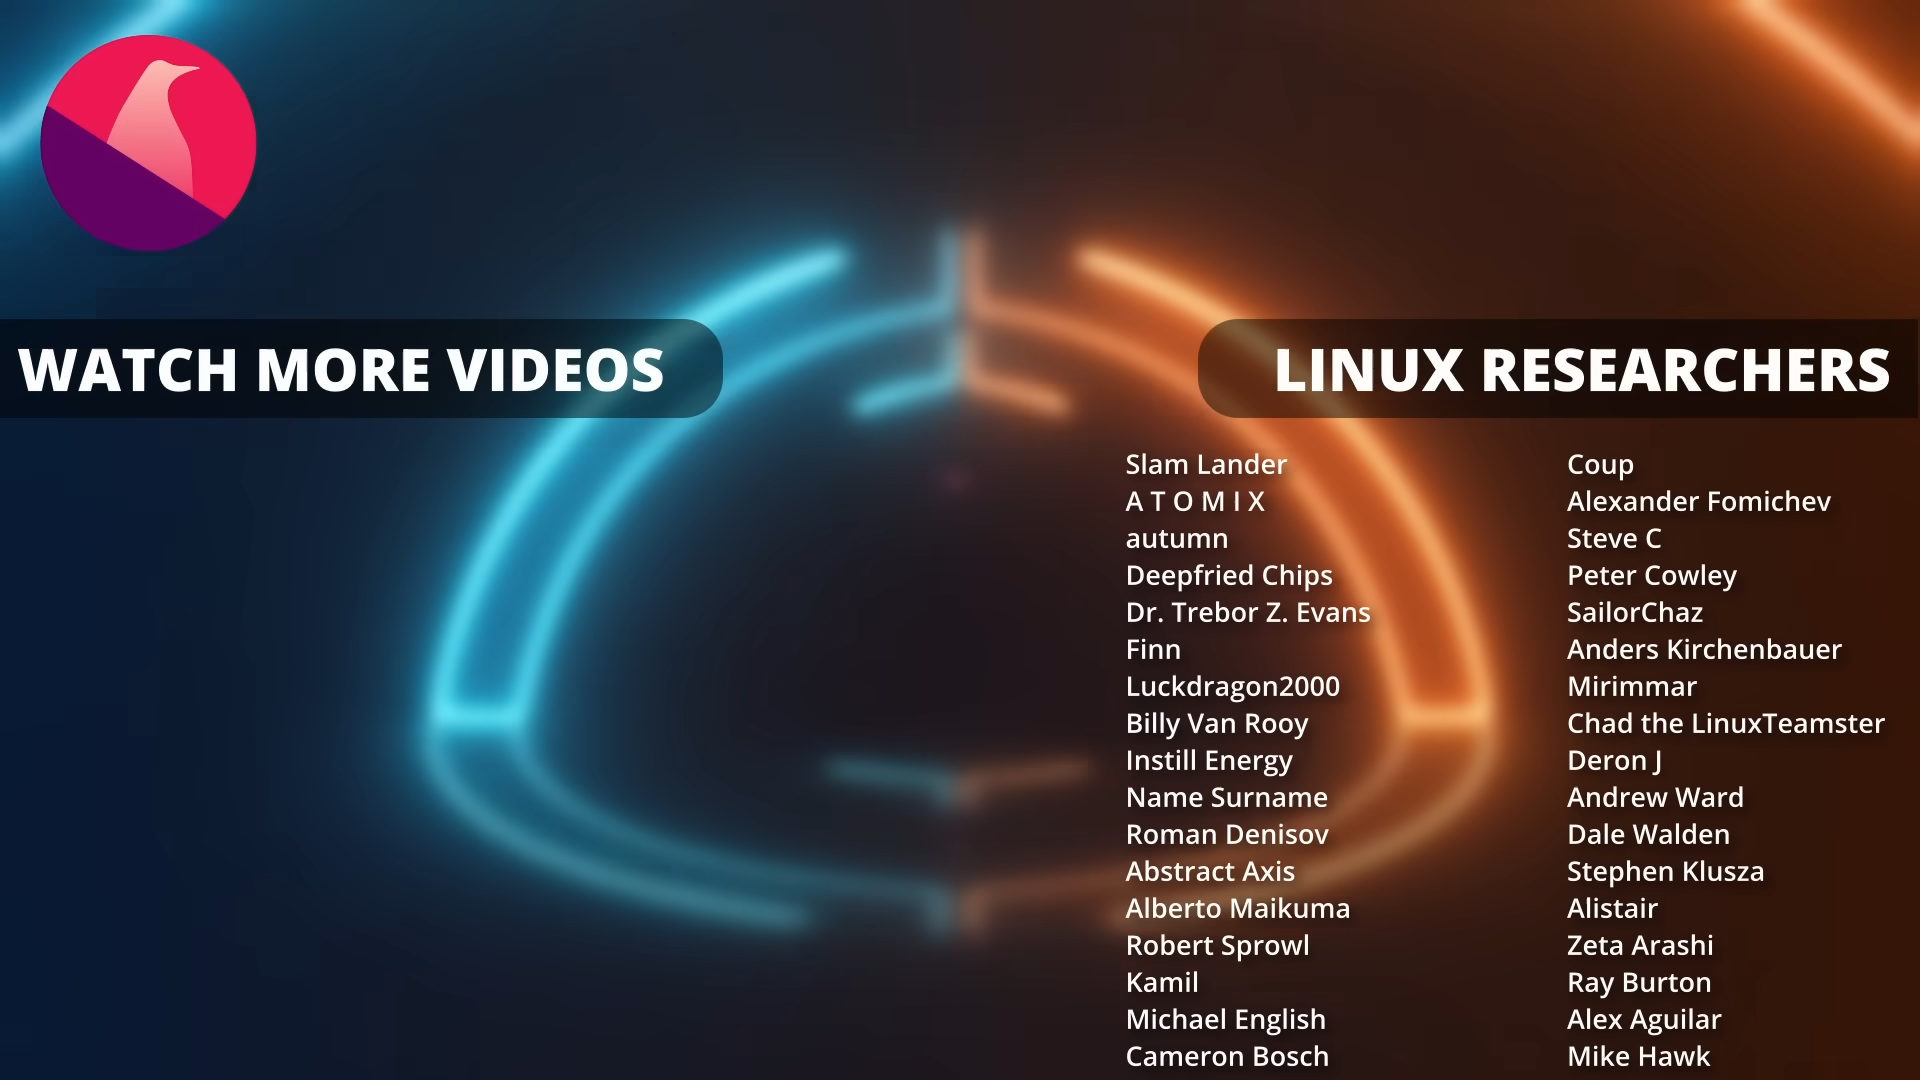 WATCH MORE VIDEOS
LINUX RESEARCHERS
Slam Lander
A T O M I X
autumn
Deepfried Chips
Dr. Trebor Z. Evans
Finn
Luckdragon2000
Billy Van Rooy
Instill Energy
Name Surname
Roman Denisov
Abstract Axis
Alberto Maikuma
Robert Sprowl
Kamil
Michael English
Cameron Bosch
Coup
Alexander Fomichev
Steve C
Peter Cowley
SailorChaz
Anders Kirchenbauer
Mirimmar
Chad the LinuxTeamster
Deron J
Andrew Ward
Dale Walden
Stephen Klusza
Alistair
Zeta Arashi
Ray Burton
Alex Aguilar
Mike Hawk